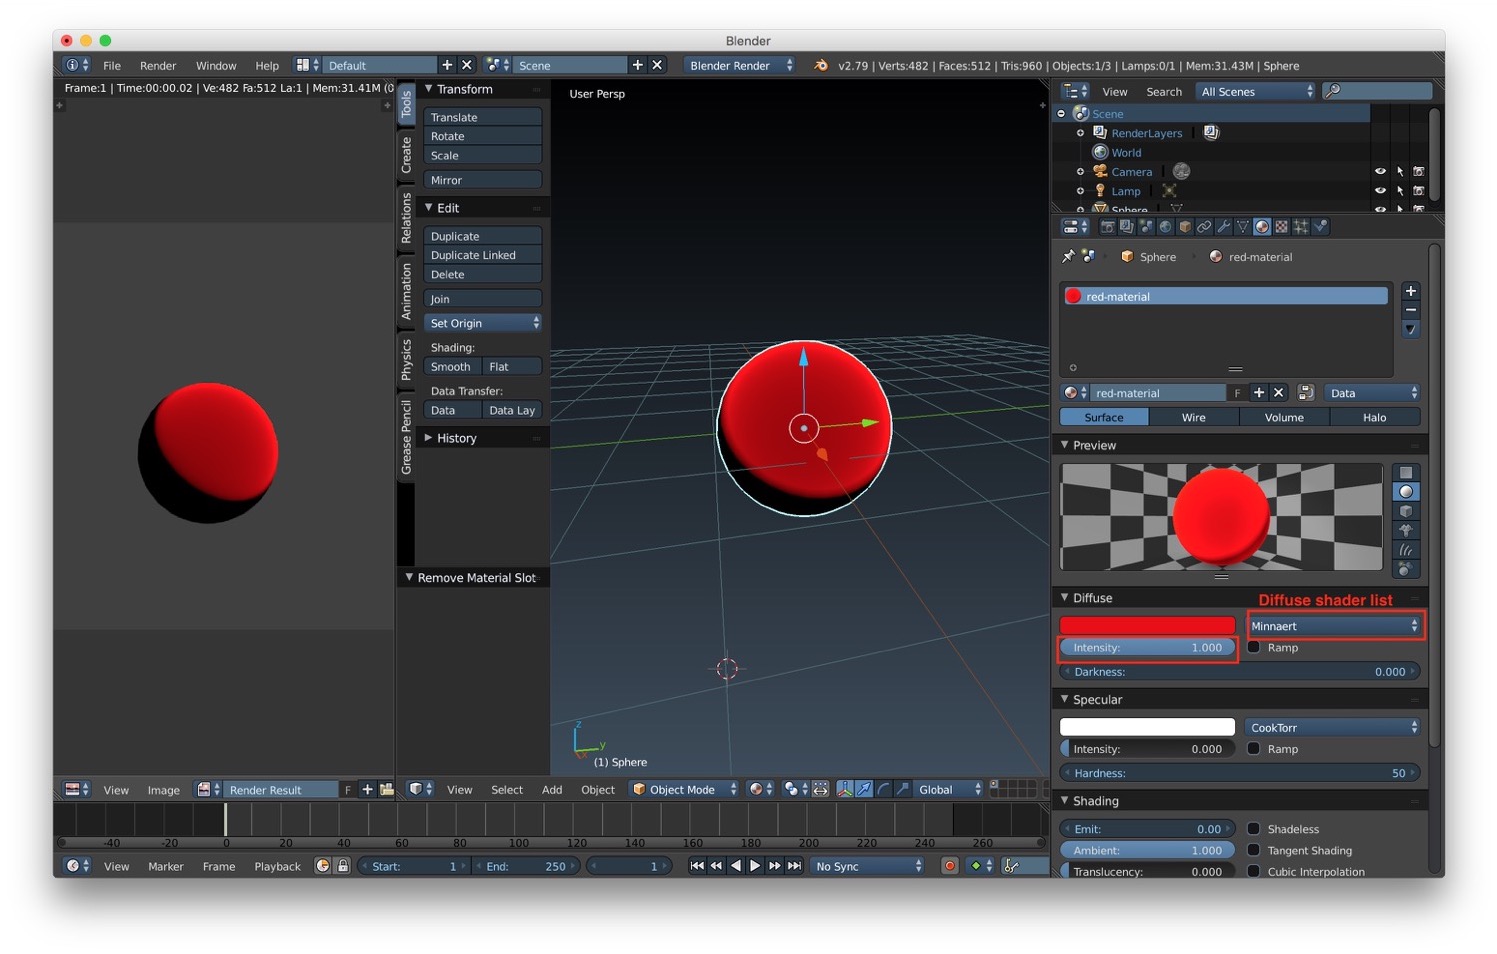 Blender
File Render Window Help Default Scene Blender Render v2.79 | Verts:482 | Faces:512 | Tris:960 | Objects:1/3 | Lamps:0/1 | Mem:31.43M | Sphere
Frame:1 | Time:00:00.02 | Ve:482 Fa:512 La:1 | Mem:31.41M (0
Tools
Create
Relations
Animation
Physics
Grease Pencil
Transform
Translate
Rotate
Scale
Mirror
Edit
Duplicate
Duplicate Linked
Delete
Join
Set Origin
Shading:
Smooth Flat
Data Transfer:
Data Data Lay
History
Remove Material Slot
User Persp
z
y
x
(1) Sphere
View Search All Scenes
Scene
RenderLayers
World
Camera
Lamp
Sphere
Sphere red-material
red-material
red-material F Data
Surface Wire Volume Halo
Preview
Diffuse Diffuse shader list
Minnaert
Intensity: 1.000 Ramp
Darkness: 0.000
Specular
CookTorr
Intensity: 0.000 Ramp
Hardness: 50
Shading
Emit: 0.00 Shadeless
Ambient: 1.000 Tangent Shading
Translucency: 0.000 Cubic Interpolation
View Image Render Result F
View Select Add Object Object Mode Global
-40 -20 0 20 40 60 80 100 120 140 160 180 200 220 240 260
View Marker Frame Playback Start: 1 End: 250 1 No Sync